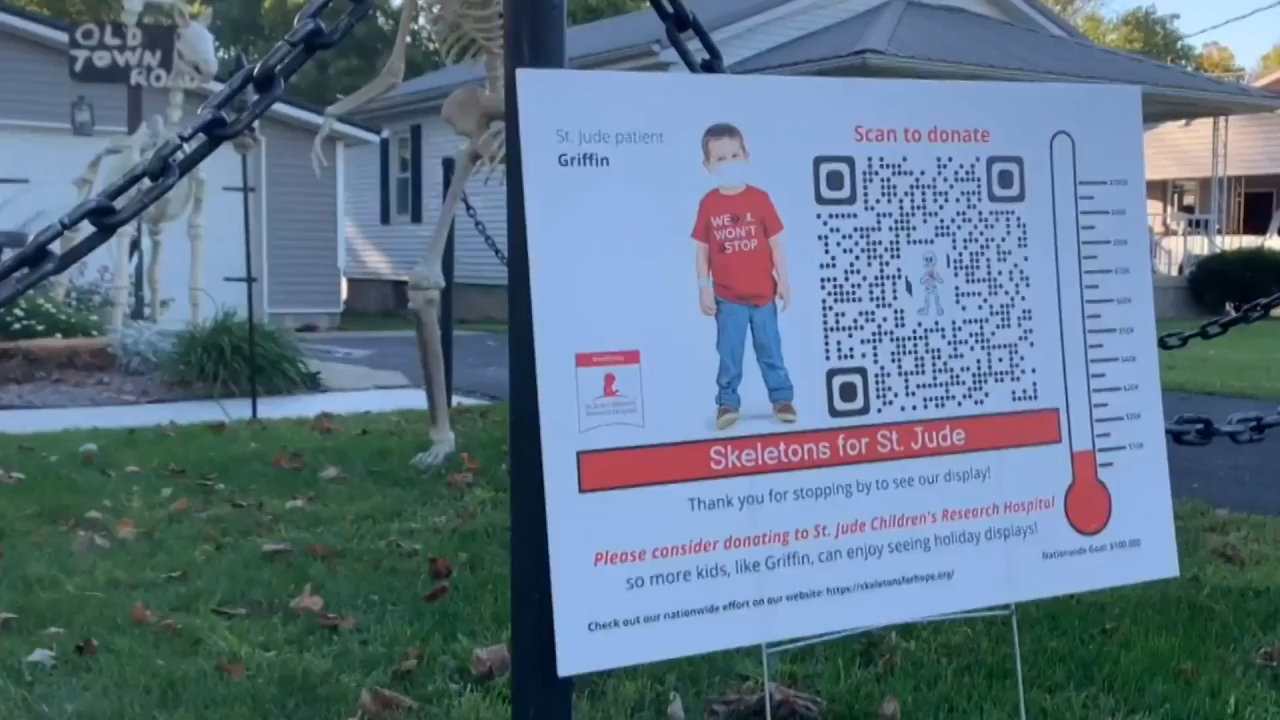 OLD
TOWN
ROAD
St. Jude patient
Griffin
Scan to donate
WON'T
STOP
Skeletons for St. Jude
Thank you for stopping by to see our display!
Please consider donating to St. Jude Children's Research Hospital
so more kids, like Griffin, can enjoy seeing holiday displays!
Nationwide Goal: $100,000
Check out our nationwide effort on our website: https://skeletonsforhope.org/